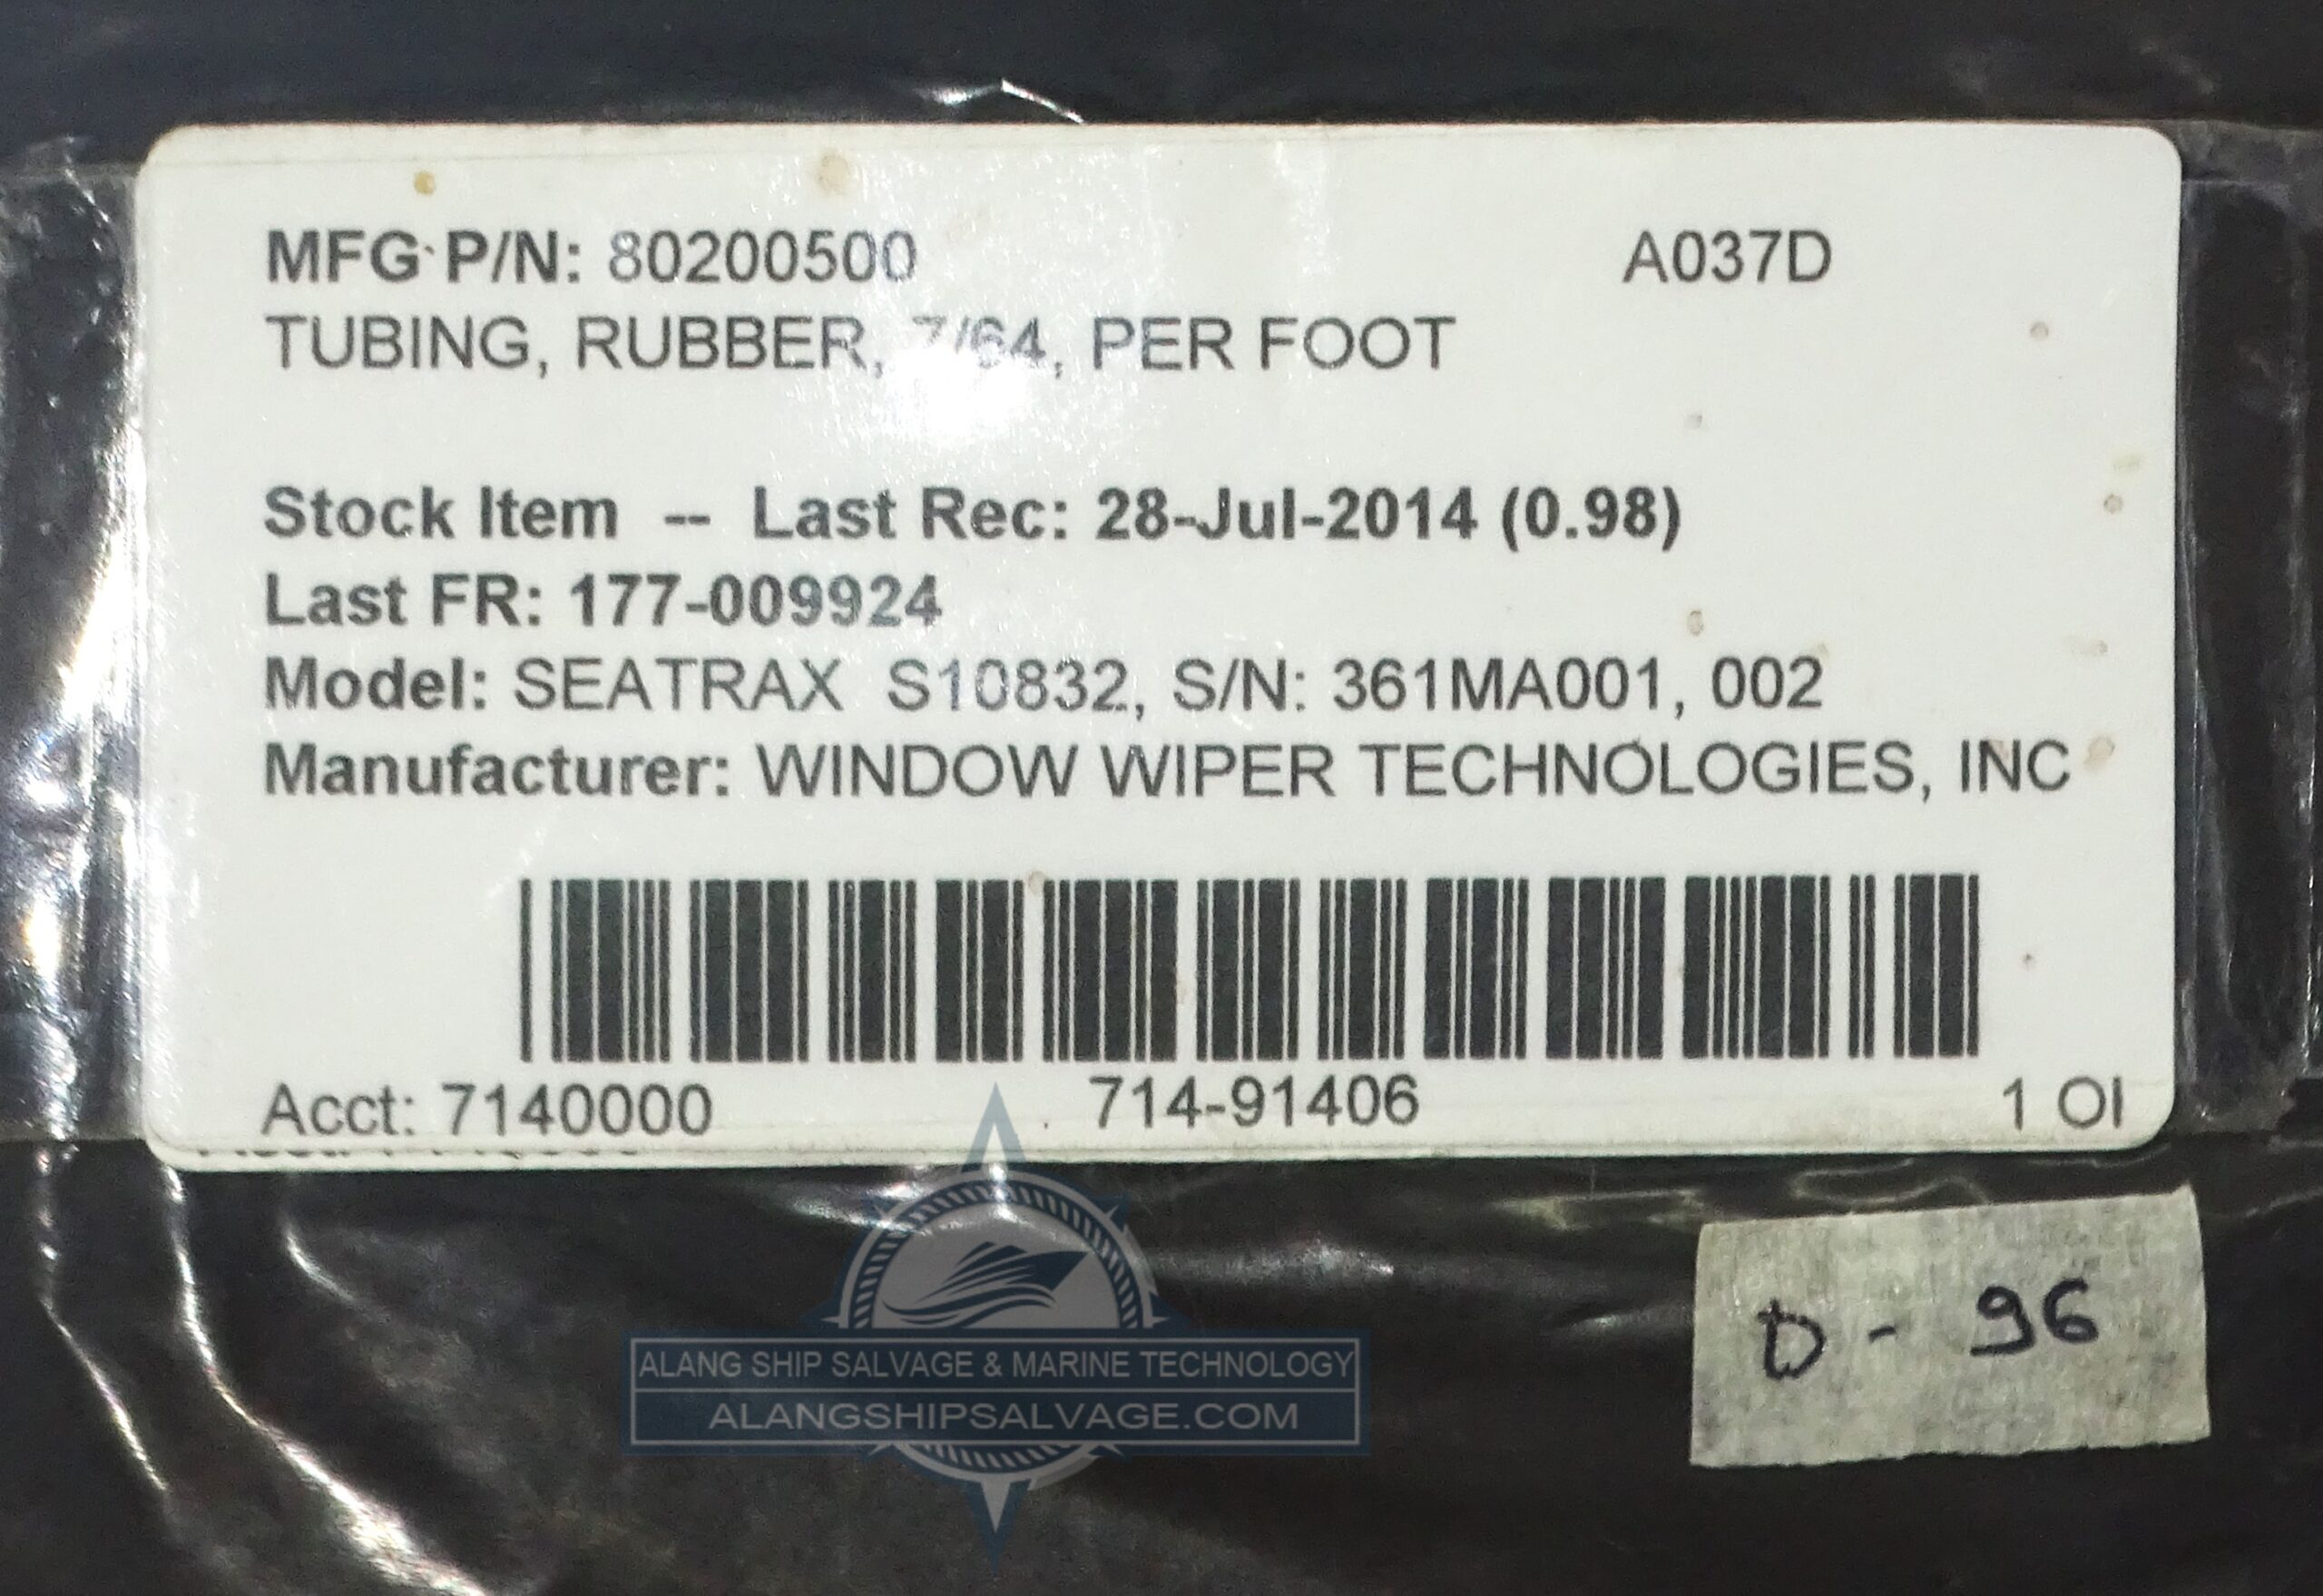 MFG P/N: 80200500 A037D
TUBING, RUBBER, 7/64, PER FOOT
Stock Item -- Last Rec: 28-Jul-2014 (0.98)
Last FR: 177-009924
Model: SEATRAX S10832, S/N: 361MA001, 002
Manufacturer: WINDOW WIPER TECHNOLOGIES, INC
Acct: 7140000 714-91406 1 OI
D - 96
ALANG SHIP SALVAGE & MARINE TECHNOLOGY
ALANGSHIPSALVAGE.COM